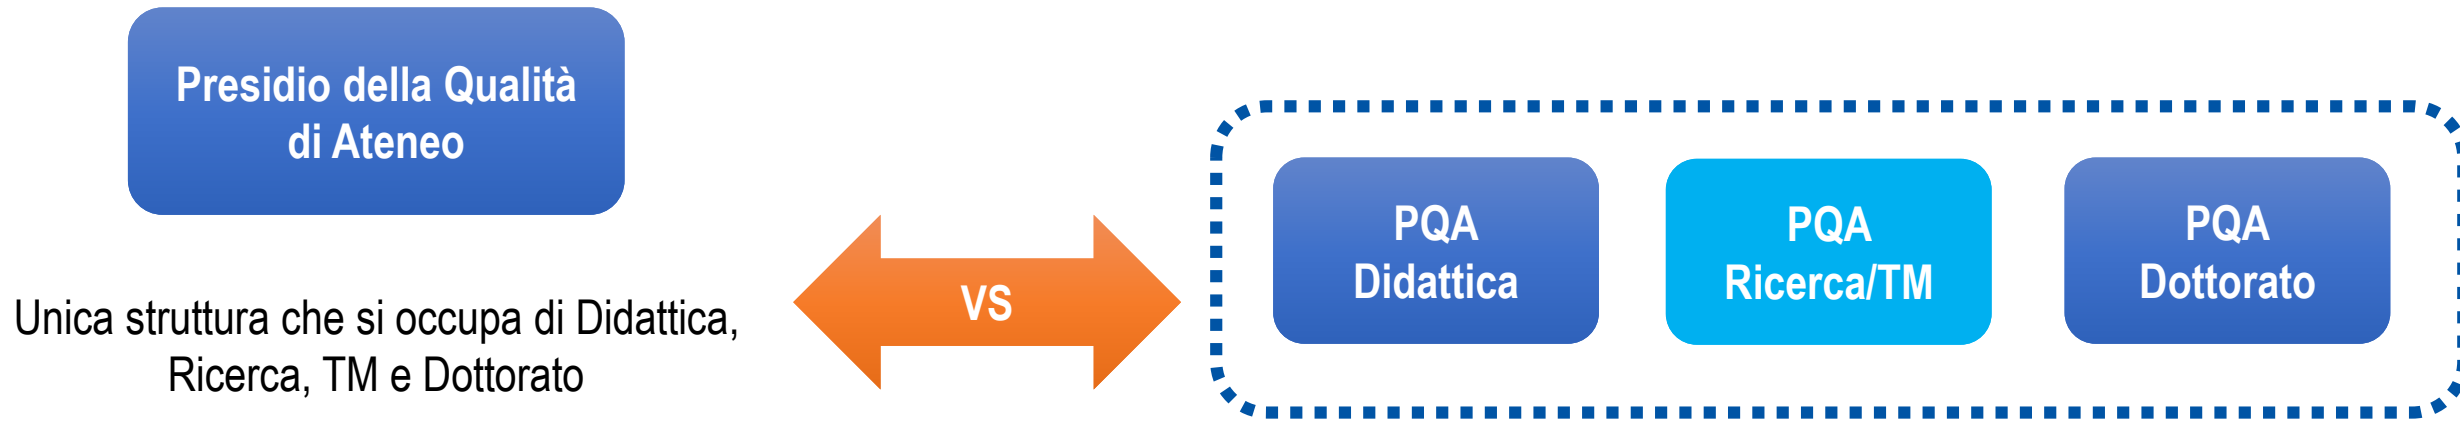 Presidio della Qualità
di Ateneo
Unica struttura che si occupa di Didattica,
Ricerca, TM e Dottorato
VS
PQA
Didattica
PQA
Ricerca/TM
PQA
Dottorato